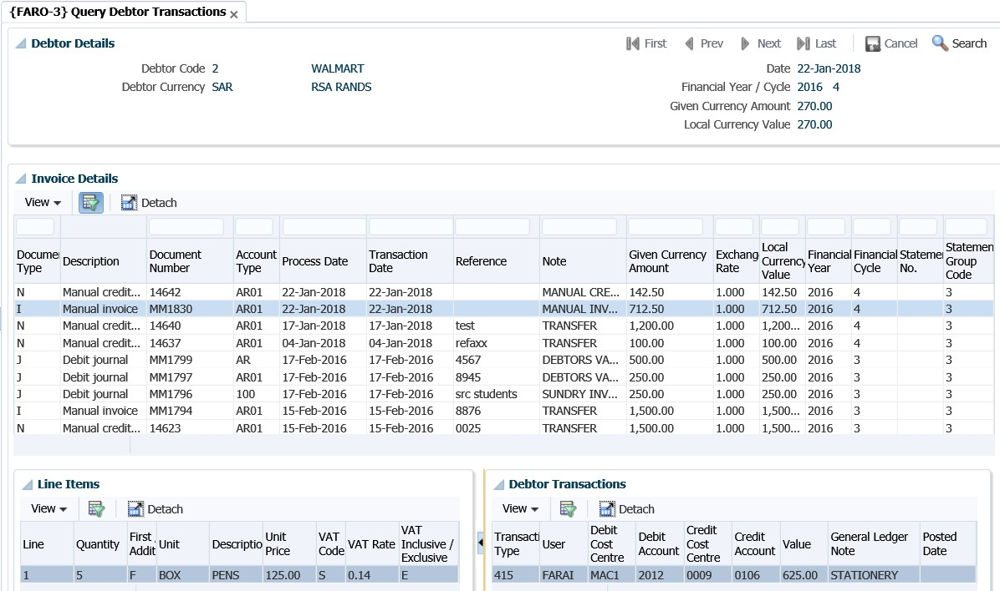 {FARO-3} Query Debtor Transactions
Debtor Details First Prev Next Last Cancel Search
Debtor Code 2 WALMART Date 22-Jan-2018
Debtor Currency SAR RSA RANDS Financial Year / Cycle 2016 4
Given Currency Amount 270.00
Local Currency Value 270.00
Invoice Details
View Detach
Docume Type Description Document Number Account Type Process Date Transaction Date Reference Note Given Currency Amount Exchang Rate Local Currency Value Financial Year Financial Cycle Stateme No. Statemen Group Code
N Manual credit... 14642 AR01 22-Jan-2018 22-Jan-2018 MANUAL CRE... 142.50 1.000 142.50 2016 4 3
I Manual invoice MM1830 AR01 22-Jan-2018 22-Jan-2018 MANUAL INV... 712.50 1.000 712.50 2016 4 3
N Manual credit... 14640 AR01 17-Jan-2018 17-Jan-2018 test TRANSFER 1,200.00 1.000 1,200... 2016 4 3
N Manual credit... 14637 AR01 04-Jan-2018 04-Jan-2018 refaxx TRANSFER 100.00 1.000 100.00 2016 4 3
J Debit journal MM1799 AR 17-Feb-2016 17-Feb-2016 4567 DEBTORS VA... 500.00 1.000 500.00 2016 3 3
J Debit journal MM1797 AR01 17-Feb-2016 17-Feb-2016 8945 DEBTORS VA... 250.00 1.000 250.00 2016 3 3
J Debit journal MM1796 100 17-Feb-2016 17-Feb-2016 src students SUNDRY INV... 250.00 1.000 250.00 2016 3 3
I Manual invoice MM1794 AR01 15-Feb-2016 15-Feb-2016 8876 TRANSFER 1,500.00 1.000 1,500... 2016 3 3
N Manual credit... 14623 AR01 15-Feb-2016 15-Feb-2016 0025 TRANSFER 1,500.00 1.000 1,500... 2016 3 3
Line Items
View Detach
Line Quantity First Addit Unit Descriptio Unit Price VAT Code VAT Rate VAT Inclusive / Exclusive
1 5 F BOX PENS 125.00 S 0.14 E
Debtor Transactions
View Detach
Transacti Type User Debit Cost Centre Debit Account Credit Cost Centre Credit Account Value General Ledger Note Posted Date
415 FARAI MAC1 2012 0009 0106 625.00 STATIONERY